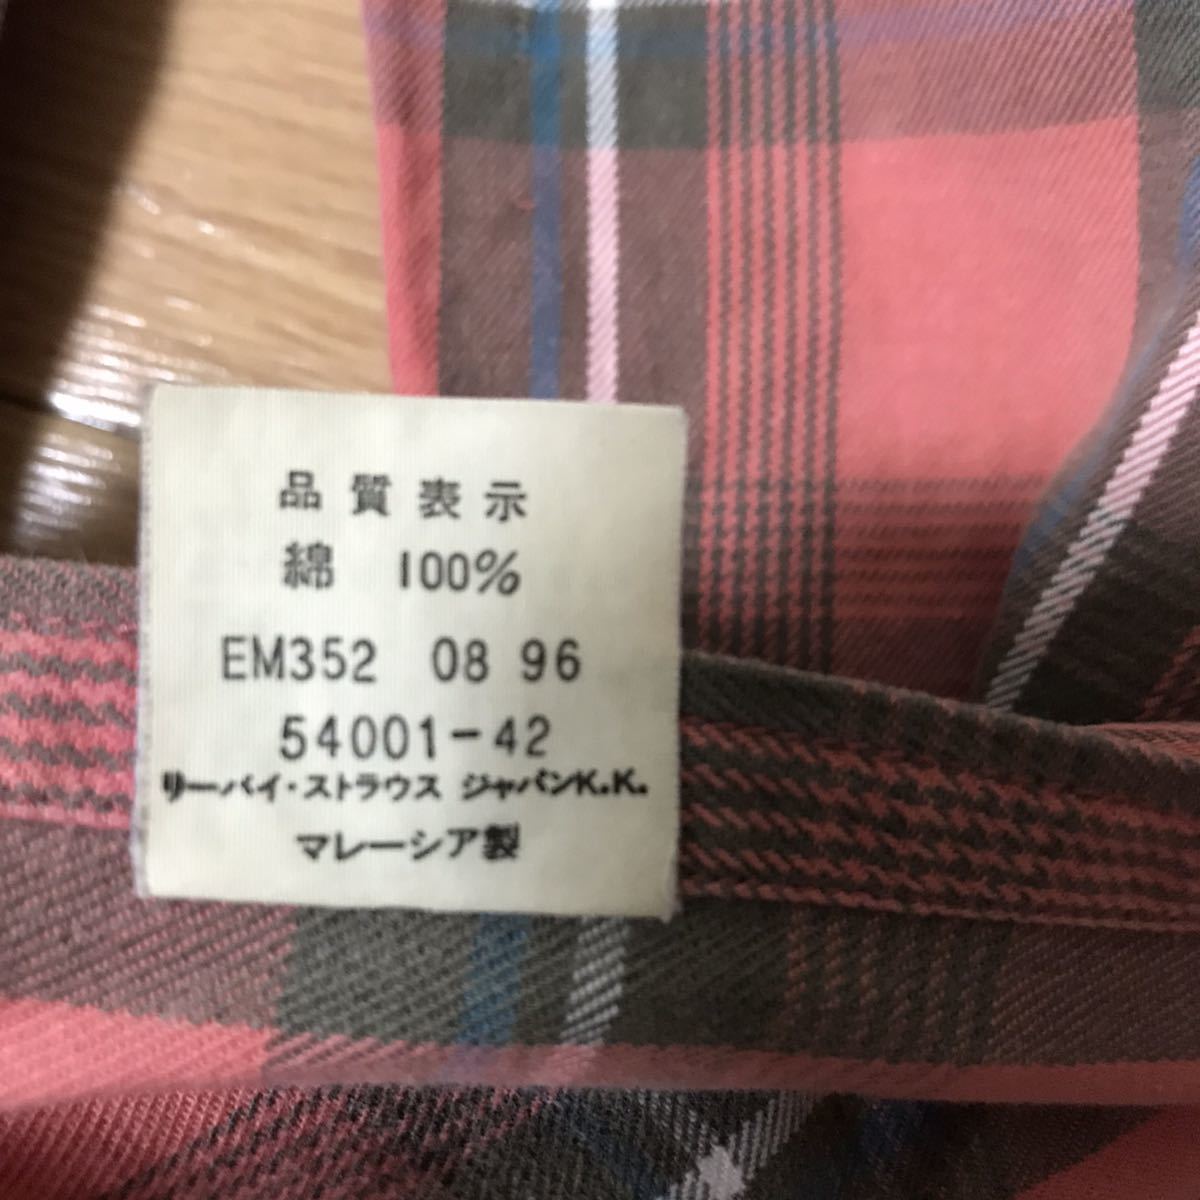 品質表示
綿 100%
EM352 08 96
54001-42
リーバイ・ストラウス ジャパンK.K.
マレーシア製